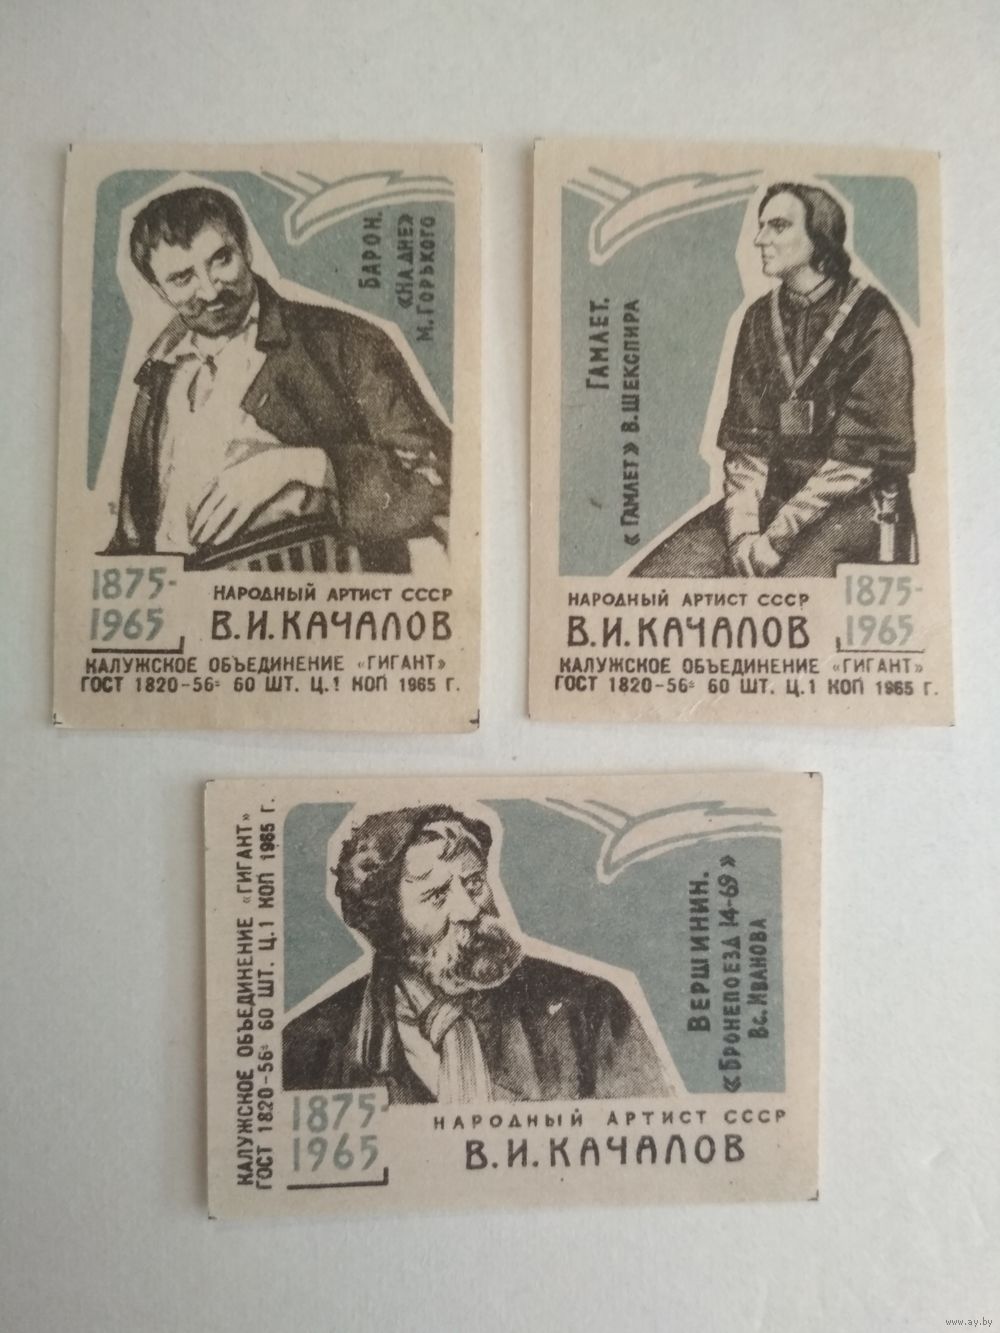 БАРОН.
«НА ДНЕ»
М. ГОРЬКОГО
1875-
1965
НАРОДНЫЙ АРТИСТ СССР
В.И.КАЧАЛОВ
КАЛУЖСКОЕ ОБЪЕДИНЕНИЕ «ГИГАНТ»
ГОСТ 1820-56= 60 ШТ. Ц.1 КОП 1965 г.
ГАМЛЕТ.
«ГАМЛЕТ» В.ШЕКСПИРА
НАРОДНЫЙ АРТИСТ СССР
В.И.КАЧАЛОВ
1875-
1965
КАЛУЖСКОЕ ОБЪЕДИНЕНИЕ «ГИГАНТ»
ГОСТ 1820-56= 60 ШТ. Ц.1 КОП 1965 г.
КАЛУЖСКОЕ ОБЪЕДИНЕНИЕ «ГИГАНТ»
ГОСТ 1820-56= 60 ШТ. Ц.1 КОП 1965 г.
ВЕРШИНИН.
«БРОНЕПОЕЗД 14-69»
ВС.ИВАНОВА
1875-
1965
НАРОДНЫЙ АРТИСТ СССР
В.И.КАЧАЛОВ
www.ay.by